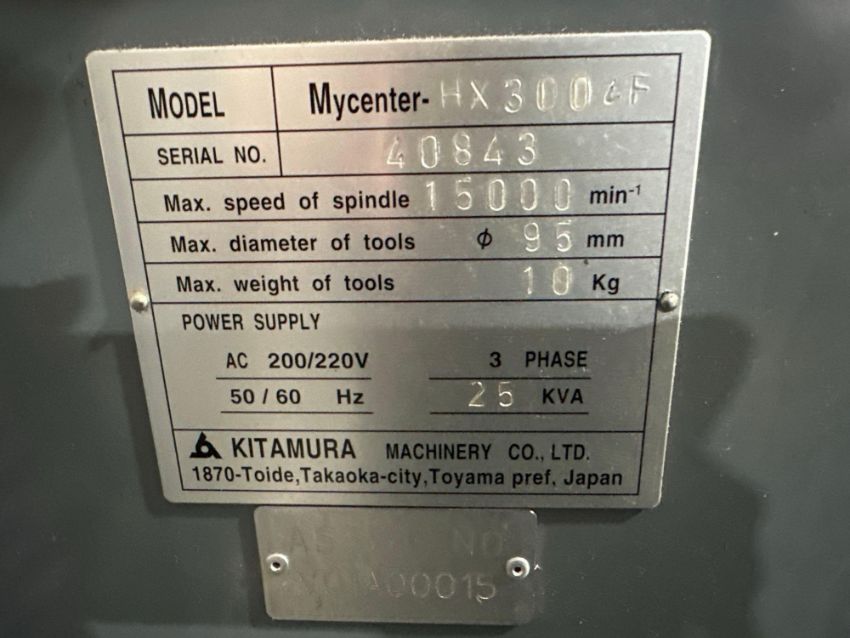 MODEL Mycenter-HX300iF
SERIAL NO. 40843
Max. speed of spindle 15000 min-1
Max. diameter of tools φ 95 mm
Max. weight of tools 10 Kg
POWER SUPPLY
AC 200/220V 3 PHASE
50 / 60 Hz 25 KVA
KITAMURA MACHINERY CO., LTD.
1870-Toide,Takaoka-city,Toyama pref, Japan
NO